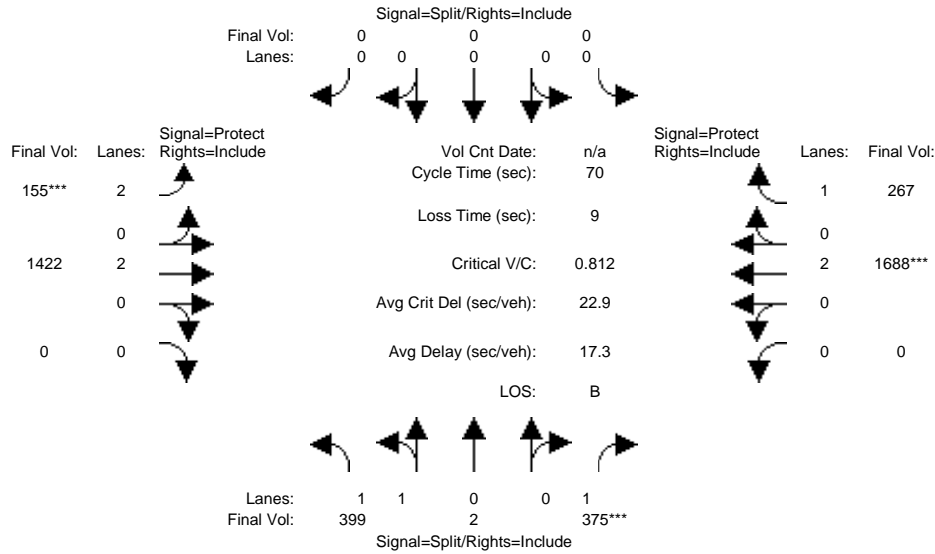 Signal=Split/Rights=Include
Final Vol: 0 0 0
Lanes: 0 0 0 0 0
Signal=Protect Signal=Protect
Final Vol: Lanes: Rights=Include Vol Cnt Date: n/a Rights=Include Lanes: Final Vol:
Cycle Time (sec): 70
155*** 2 1 267
Loss Time (sec): 9
0 0
1422 2 Critical V/C: 0.812 2 1688***
0 Avg Crit Del (sec/veh): 22.9 0
0 0 Avg Delay (sec/veh): 17.3 0 0
LOS: B
Lanes: 1 1 0 0 1
Final Vol: 399 2 375***
Signal=Split/Rights=Include